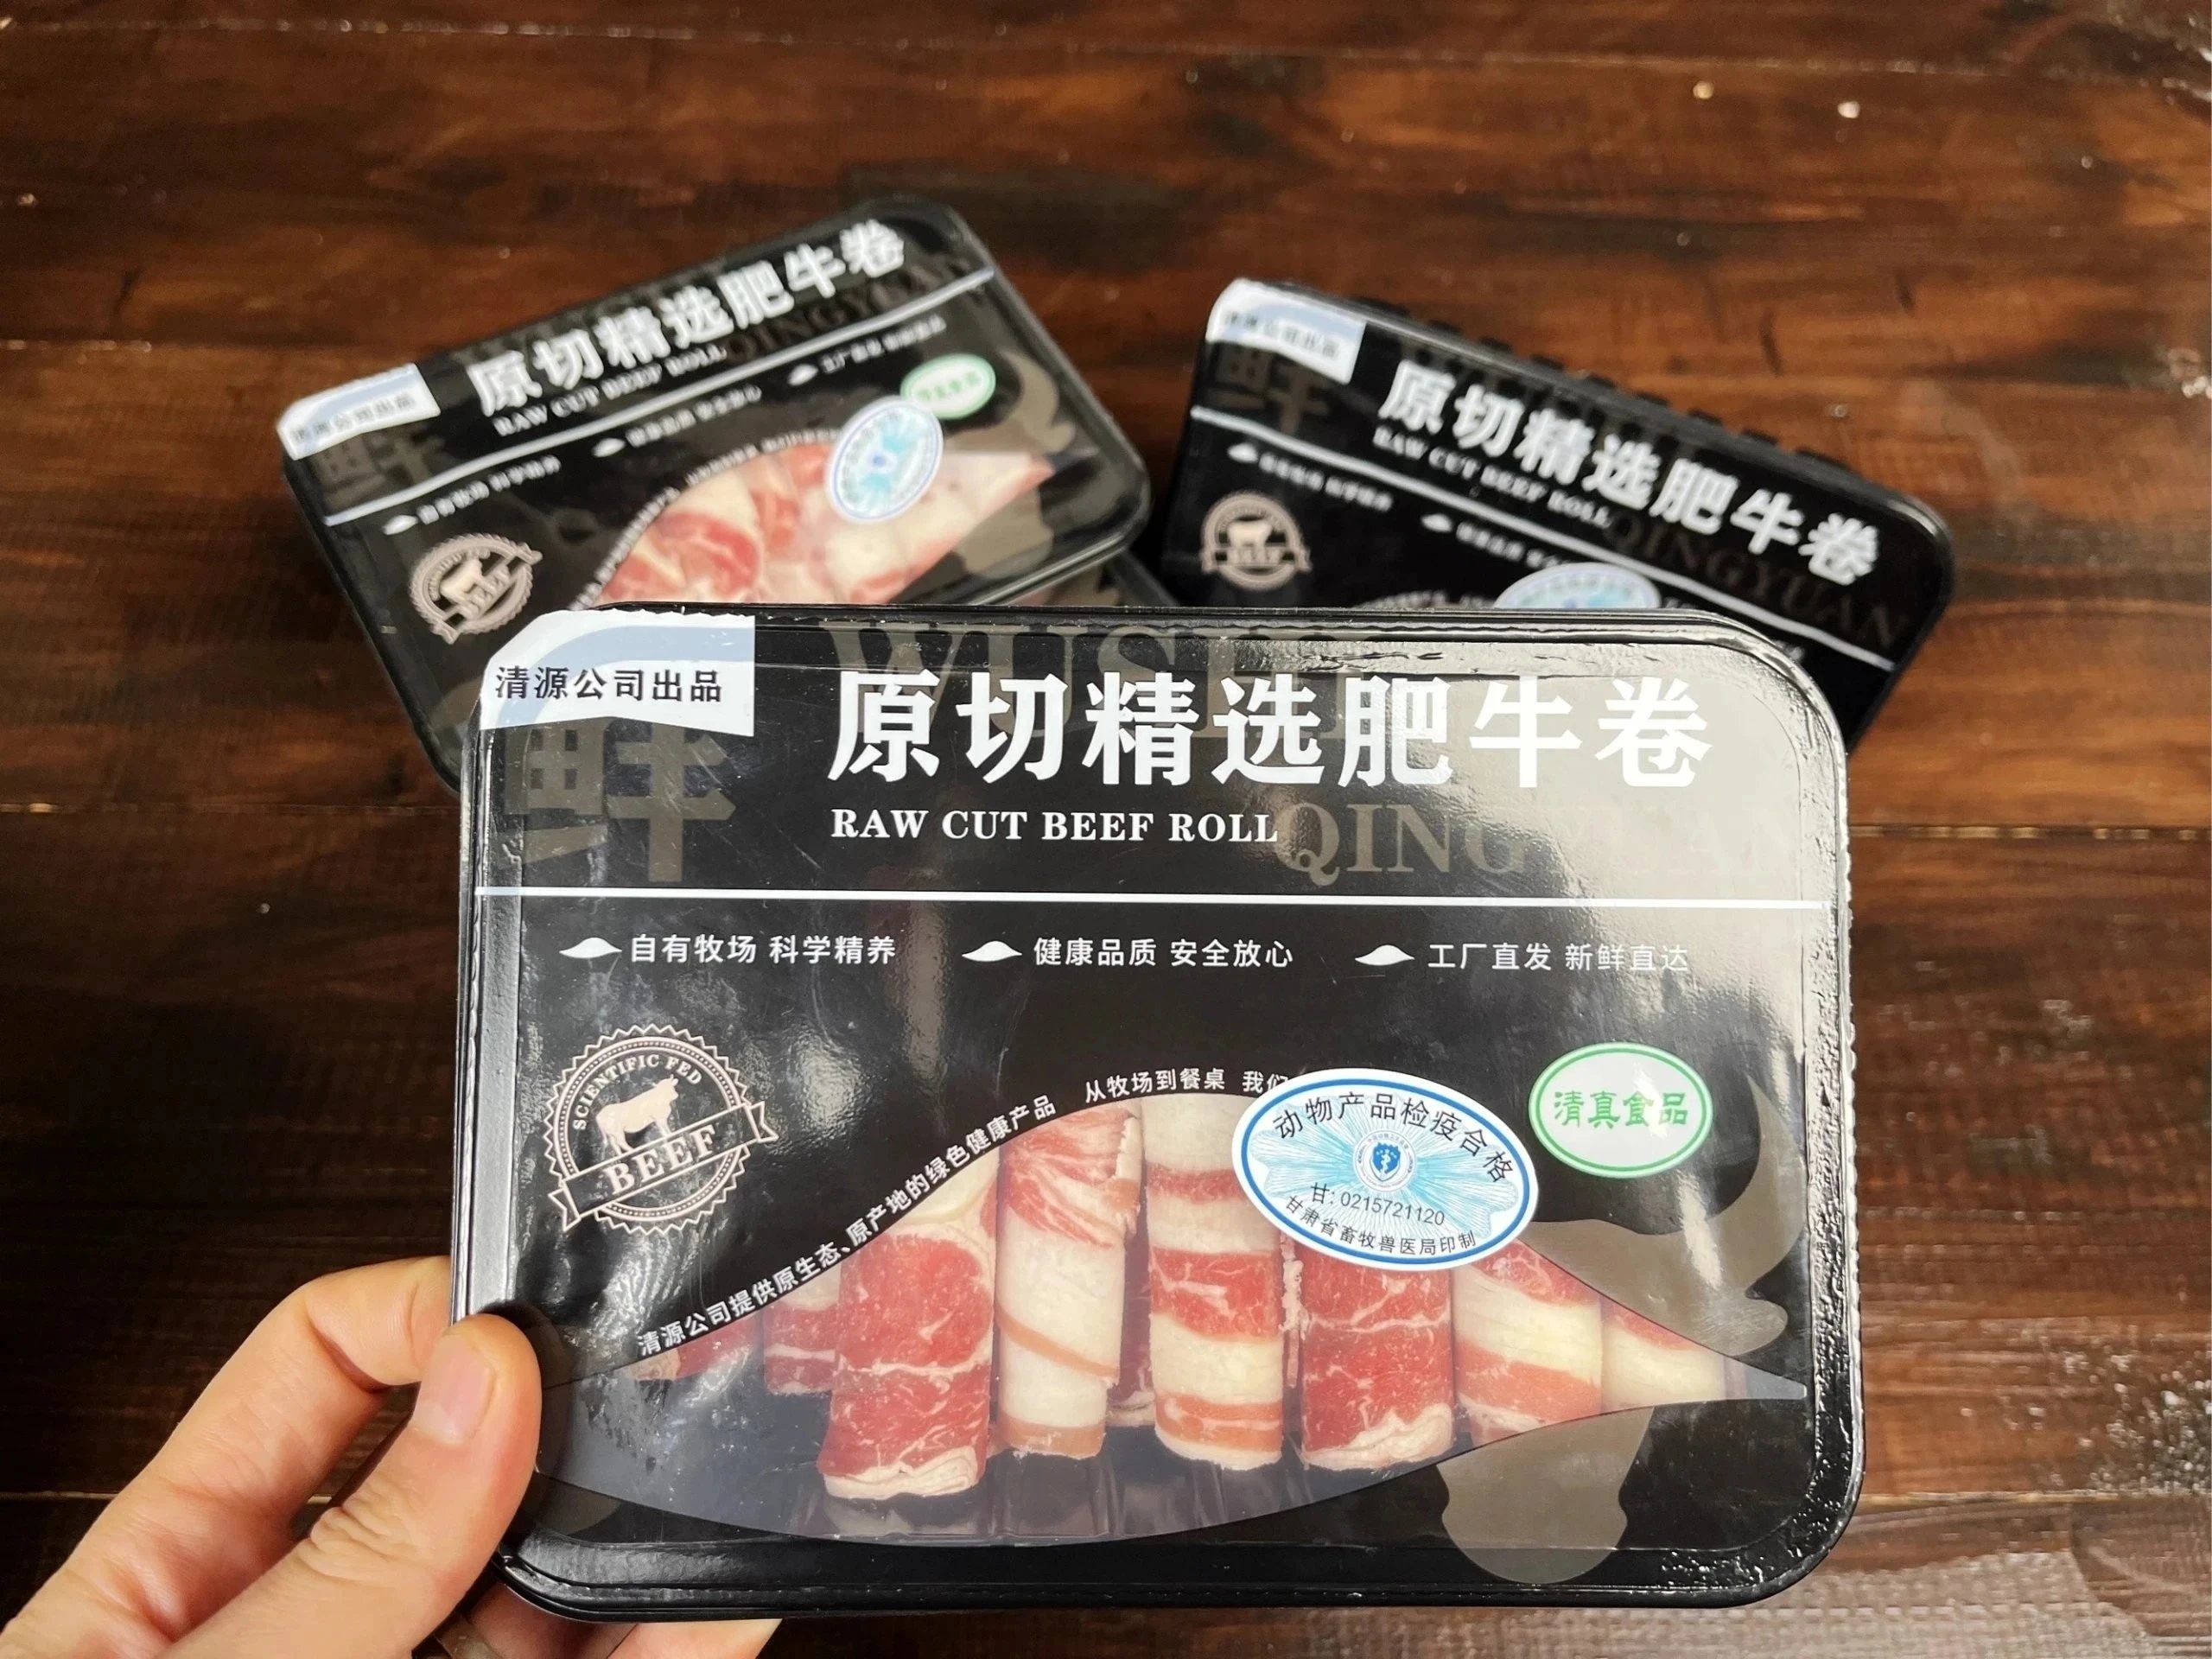 原切精选肥牛卷
RAW CUT BEEF ROLL
QINGYUAN
原切精选肥牛卷
RAW CUT BEEF ROLL
QINGYUAN
清源公司出品
鲜
原切精选肥牛卷
RAW CUT BEEF ROLL
自有牧场 科学精养
健康品质 安全放心
工厂直发 新鲜直达
SCIENTIFIC FED
BEEF
清源公司提供原生态、原产地的绿色健康产品 从牧场到餐桌 我们
动物产品检疫合格
甘: 0215721120
甘肃省畜牧兽医局印制
清真食品